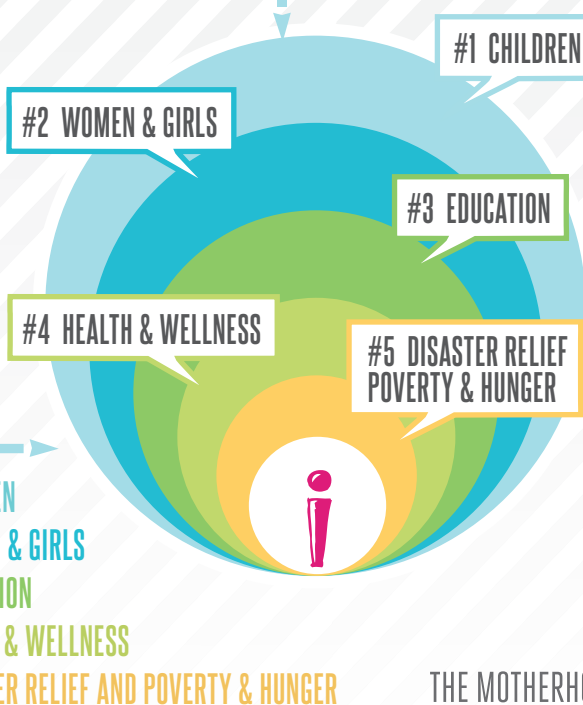 #1 CHILDREN
#2 WOMEN & GIRLS
#3 EDUCATION
#4 HEALTH & WELLNESS
#5 DISASTER RELIEF
POVERTY & HUNGER
i
& GIRLS
& WELLNESS
RELIEF AND POVERTY & HUNGER
THE